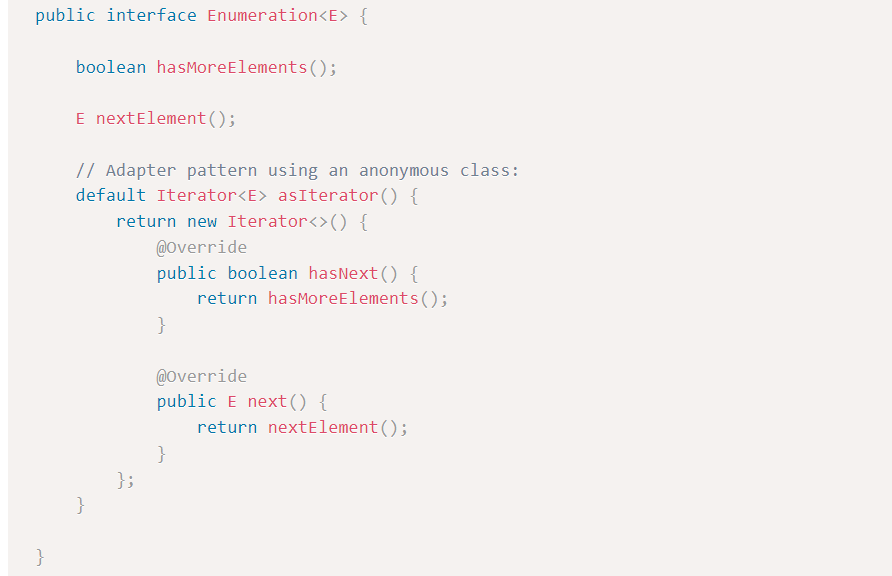 public interface Enumeration<E> {
boolean hasMoreElements();
E nextElement();
// Adapter pattern using an anonymous class:
default Iterator<E> asIterator() {
return new Iterator<>() {
@Override
public boolean hasNext() {
return hasMoreElements();
}
@Override
public E next() {
return nextElement();
}
};
}
}